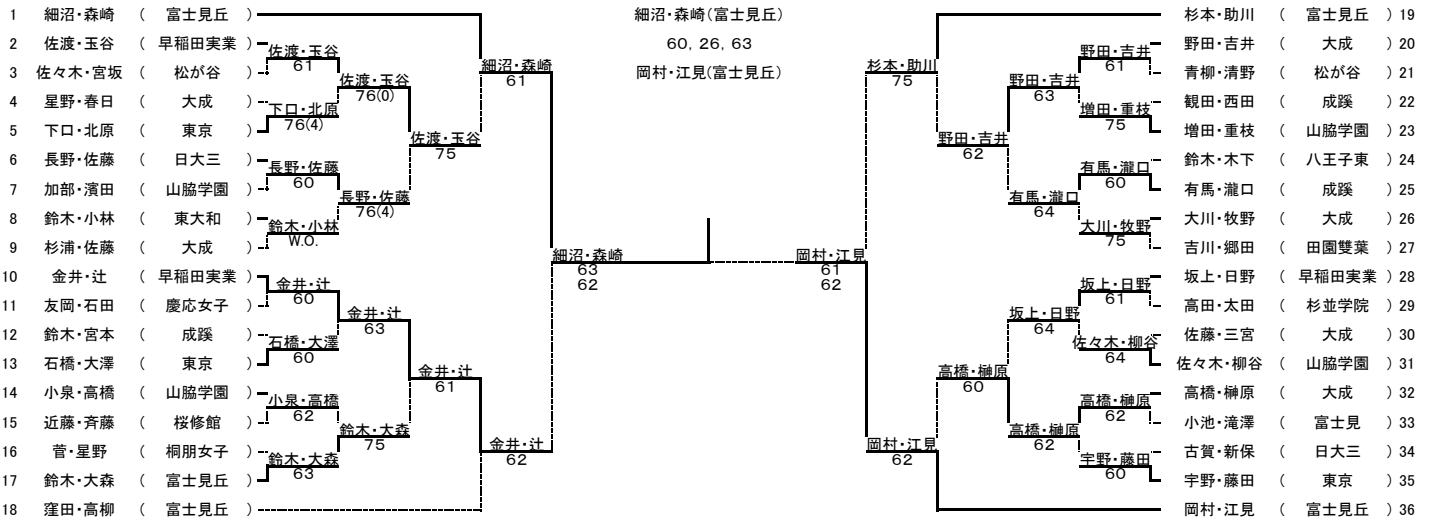 細沼・森崎(富士見丘)
60, 26, 63
岡村・江見(富士見丘)
1 細沼・森崎 ( 富士見丘 )
2 佐渡・玉谷 ( 早稲田実業 )
3 佐々木・宮坂 ( 松が谷 )
4 星野・春日 ( 大成 )
5 下口・北原 ( 東京 )
6 長野・佐藤 ( 日大三 )
7 加部・濱田 ( 山脇学園 )
8 鈴木・小林 ( 東大和 )
9 杉浦・佐藤 ( 大成 )
10 金井・辻 ( 早稲田実業 )
11 友岡・石田 ( 慶応女子 )
12 鈴木・宮本 ( 成蹊 )
13 石橋・大澤 ( 東京 )
14 小泉・高橋 ( 山脇学園 )
15 近藤・斉藤 ( 桜修館 )
16 菅・星野 ( 桐朋女子 )
17 鈴木・大森 ( 富士見丘 )
18 窪田・高柳 ( 富士見丘 )
佐渡・玉谷
61
下口・北原
76(4)
長野・佐藤
60
鈴木・小林
W.O.
金井・辻
60
石橋・大澤
60
小泉・高橋
62
鈴木・大森
63
佐渡・玉谷
76(0)
長野・佐藤
76(4)
金井・辻
63
鈴木・大森
75
佐渡・玉谷
75
金井・辻
61
細沼・森崎
61
金井・辻
62
細沼・森崎
63
62
岡村・江見
61
62
杉本・助川
75
岡村・江見
62
野田・吉井
62
高橋・榊原
60
野田・吉井
63
有馬・瀧口
64
坂上・日野
64
高橋・榊原
62
野田・吉井
61
増田・重枝
75
有馬・瀧口
60
大川・牧野
75
坂上・日野
61
佐々木・柳谷
64
高橋・榊原
62
宇野・藤田
60
杉本・助川 ( 富士見丘 ) 19
野田・吉井 ( 大成 ) 20
青柳・清野 ( 松が谷 ) 21
観田・西田 ( 成蹊 ) 22
増田・重枝 ( 山脇学園 ) 23
鈴木・木下 ( 八王子東 ) 24
有馬・瀧口 ( 成蹊 ) 25
大川・牧野 ( 大成 ) 26
吉川・郷田 ( 田園雙葉 ) 27
坂上・日野 ( 早稲田実業 ) 28
高田・太田 ( 杉並学院 ) 29
佐藤・三宮 ( 大成 ) 30
佐々木・柳谷 ( 山脇学園 ) 31
高橋・榊原 ( 大成 ) 32
小池・滝澤 ( 富士見 ) 33
古賀・新保 ( 日大三 ) 34
宇野・藤田 ( 東京 ) 35
岡村・江見 ( 富士見丘 ) 36